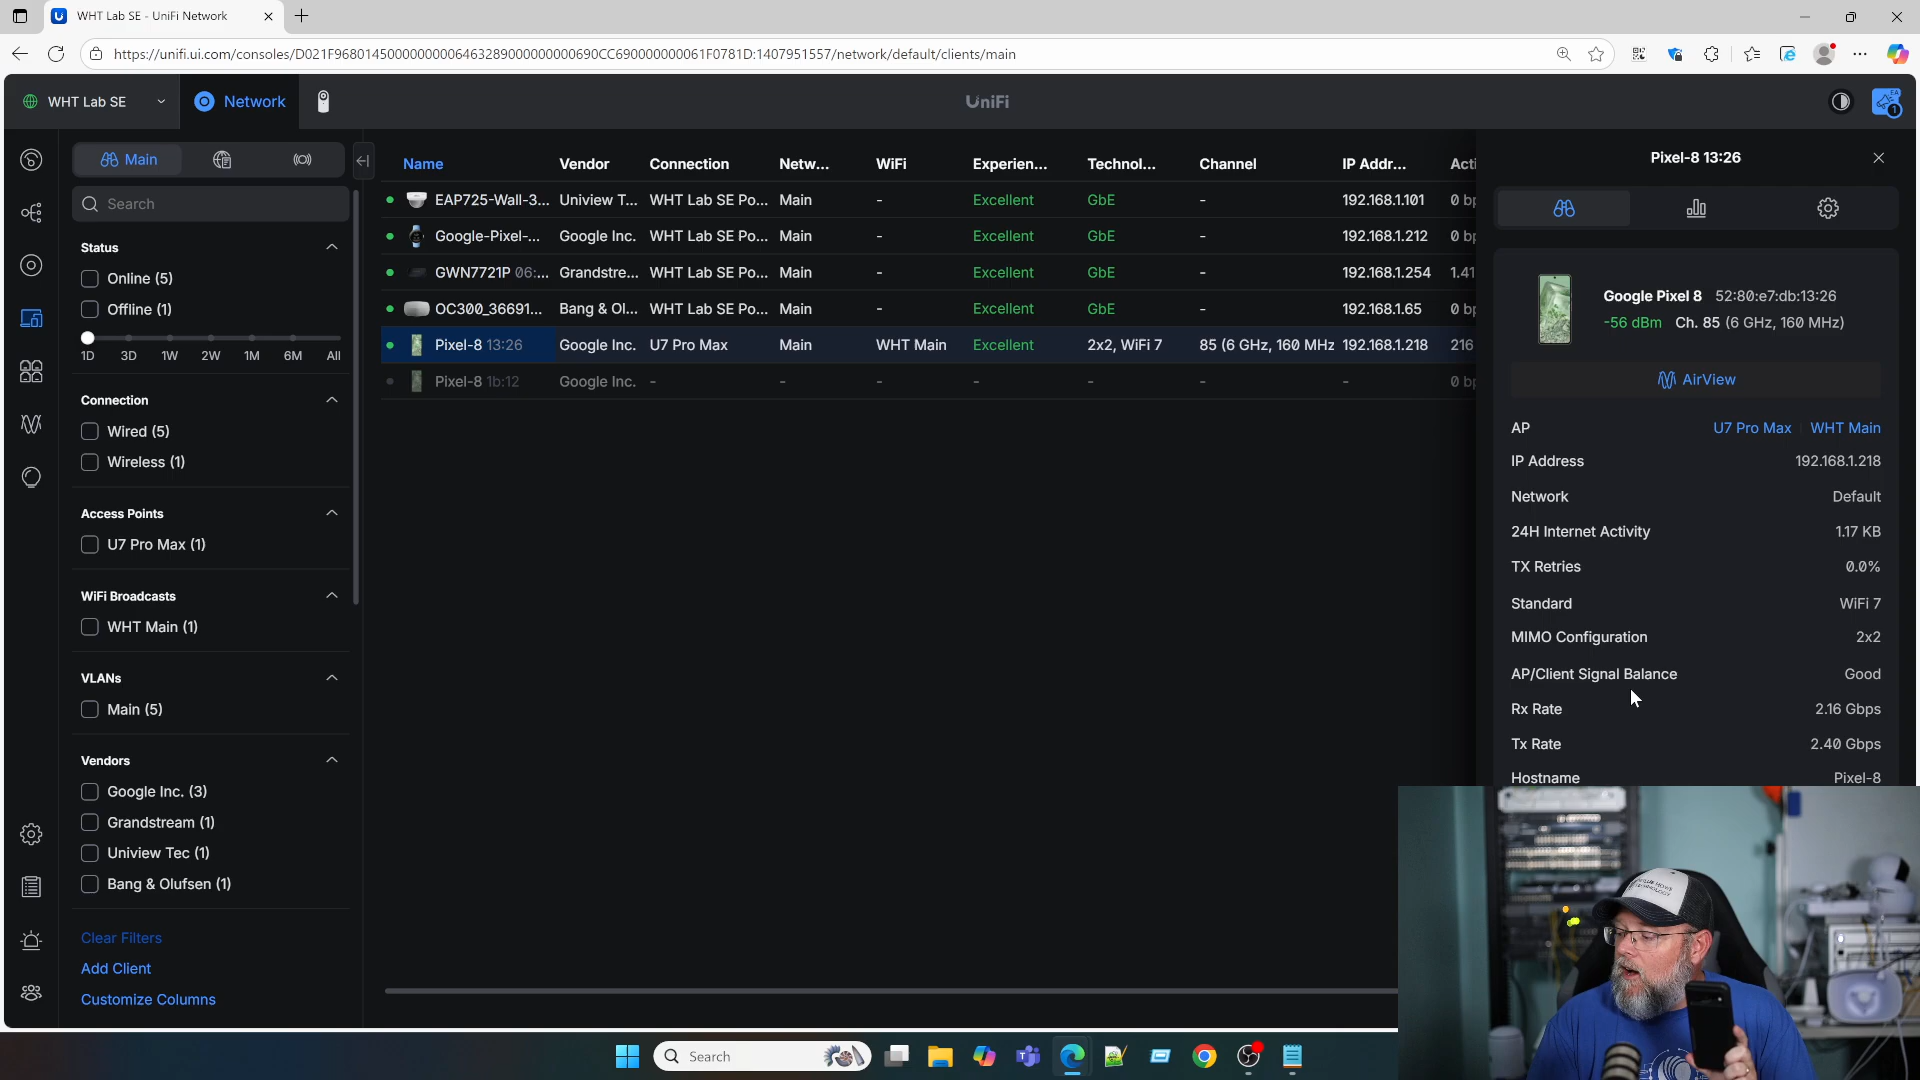 WHT Lab SE - UniFi Network
https://unifi.ui.com/consoles/D021F96801450000000006463289000000000690CC690000000061F0781D:1407951557/network/default/clients/main
WHT Lab SE
Network
UniFi
EA
1
Main
Search
Status
Online (5)
Offline (1)
1D 3D 1W 2W 1M 6M All
Connection
Wired (5)
Wireless (1)
Access Points
U7 Pro Max (1)
WiFi Broadcasts
WHT Main (1)
VLANs
Main (5)
Vendors
Google Inc. (3)
Grandstream (1)
Uniview Tec (1)
Bang & Olufsen (1)
Clear Filters
Add Client
Customize Columns
Name Vendor Connection Netw... WiFi Experien... Technol... Channel IP Addr... Acti
EAP725-Wall-3... Uniview T... WHT Lab SE Po... Main - Excellent GbE - 192.168.1.101 0 bp
Google-Pixel-... Google Inc. WHT Lab SE Po... Main - Excellent GbE - 192.168.1.212 0 bp
GWN7721P 06:... Grandstre... WHT Lab SE Po... Main - Excellent GbE - 192.168.1.254 1.41
OC300_36691... Bang & Ol... WHT Lab SE Po... Main - Excellent GbE - 192.168.1.65 0 bp
Pixel-8 13:26 Google Inc. U7 Pro Max Main WHT Main Excellent 2x2, WiFi 7 85 (6 GHz, 160 MHz 192.168.1.218 216
Pixel-8 1b:12 Google Inc. - - - - - - - 0 bp
Pixel-8 13:26
Google Pixel 8 52:80:e7:db:13:26
-56 dBm Ch. 85 (6 GHz, 160 MHz)
AirView
AP U7 Pro Max WHT Main
IP Address 192.168.1.218
Network Default
24H Internet Activity 1.17 KB
TX Retries 0.0%
Standard WiFi 7
MIMO Configuration 2x2
AP/Client Signal Balance Good
Rx Rate 2.16 Gbps
Tx Rate 2.40 Gbps
Hostname Pixel-8
Search